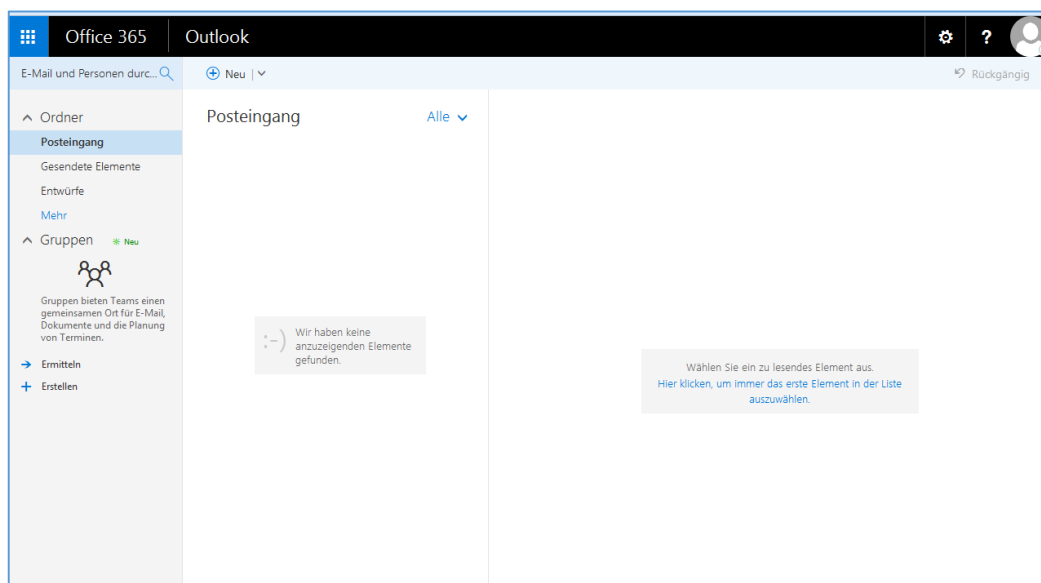 Office 365
Outlook
?
E-Mail und Personen durc...
Neu
Rückgängig
Ordner
Posteingang
Gesendete Elemente
Entwürfe
Mehr
Gruppen
Neu
Gruppen bieten Teams einen
gemeinsamen Ort für E-Mail,
Dokumente und die Planung
von Terminen.
Ermitteln
Erstellen
Posteingang
Alle
:-)
Wir haben keine
anzuzeigenden Elemente
gefunden.
Wählen Sie ein zu lesendes Element aus.
Hier klicken, um immer das erste Element in der Liste
auszuwählen.